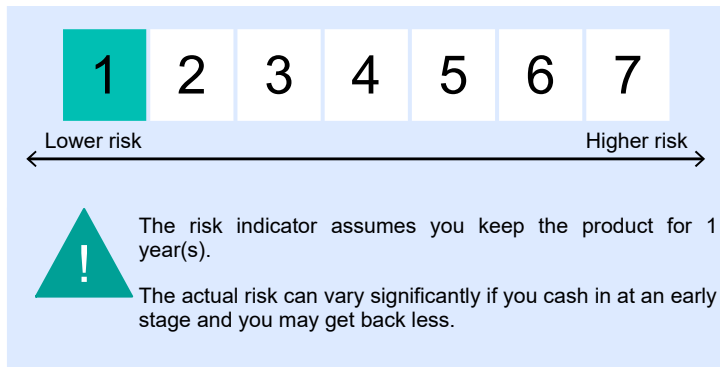 1 2 3 4 5 6 7
Lower risk Higher risk
!
The risk indicator assumes you keep the product for 1
year(s).
The actual risk can vary significantly if you cash in at an early
stage and you may get back less.